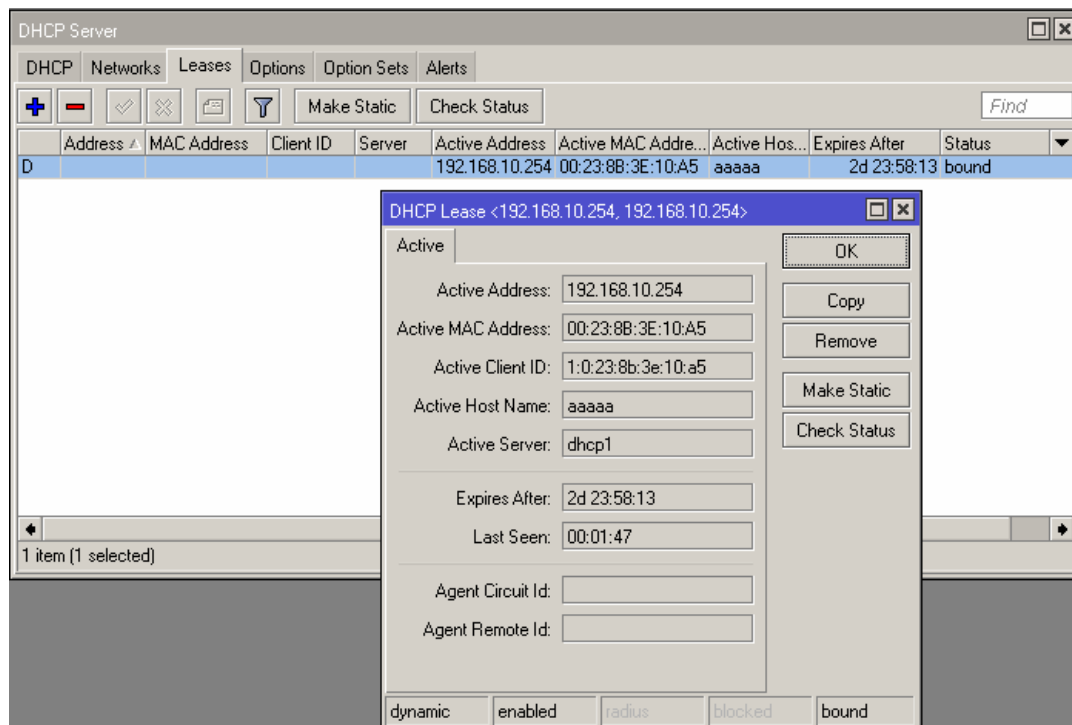 DHCP Server
DHCP Networks Leases Options Option Sets Alerts
Make Static Check Status Find
Address MAC Address Client ID Server Active Address Active MAC Addre... Active Hos... Expires After Status
D 192.168.10.254 00:23:8B:3E:10:A5 aaaaa 2d 23:58:13 bound
DHCP Lease <192.168.10.254, 192.168.10.254>
Active
OK
Active Address: 192.168.10.254
Copy
Active MAC Address: 00:23:8B:3E:10:A5
Remove
Active Client ID: 1:0:23:8b:3e:10:a5
Make Static
Active Host Name: aaaaa
Check Status
Active Server: dhcp1
Expires After: 2d 23:58:13
Last Seen: 00:01:47
1 item (1 selected)
Agent Circuit Id:
Agent Remote Id:
dynamic enabled radius blocked bound